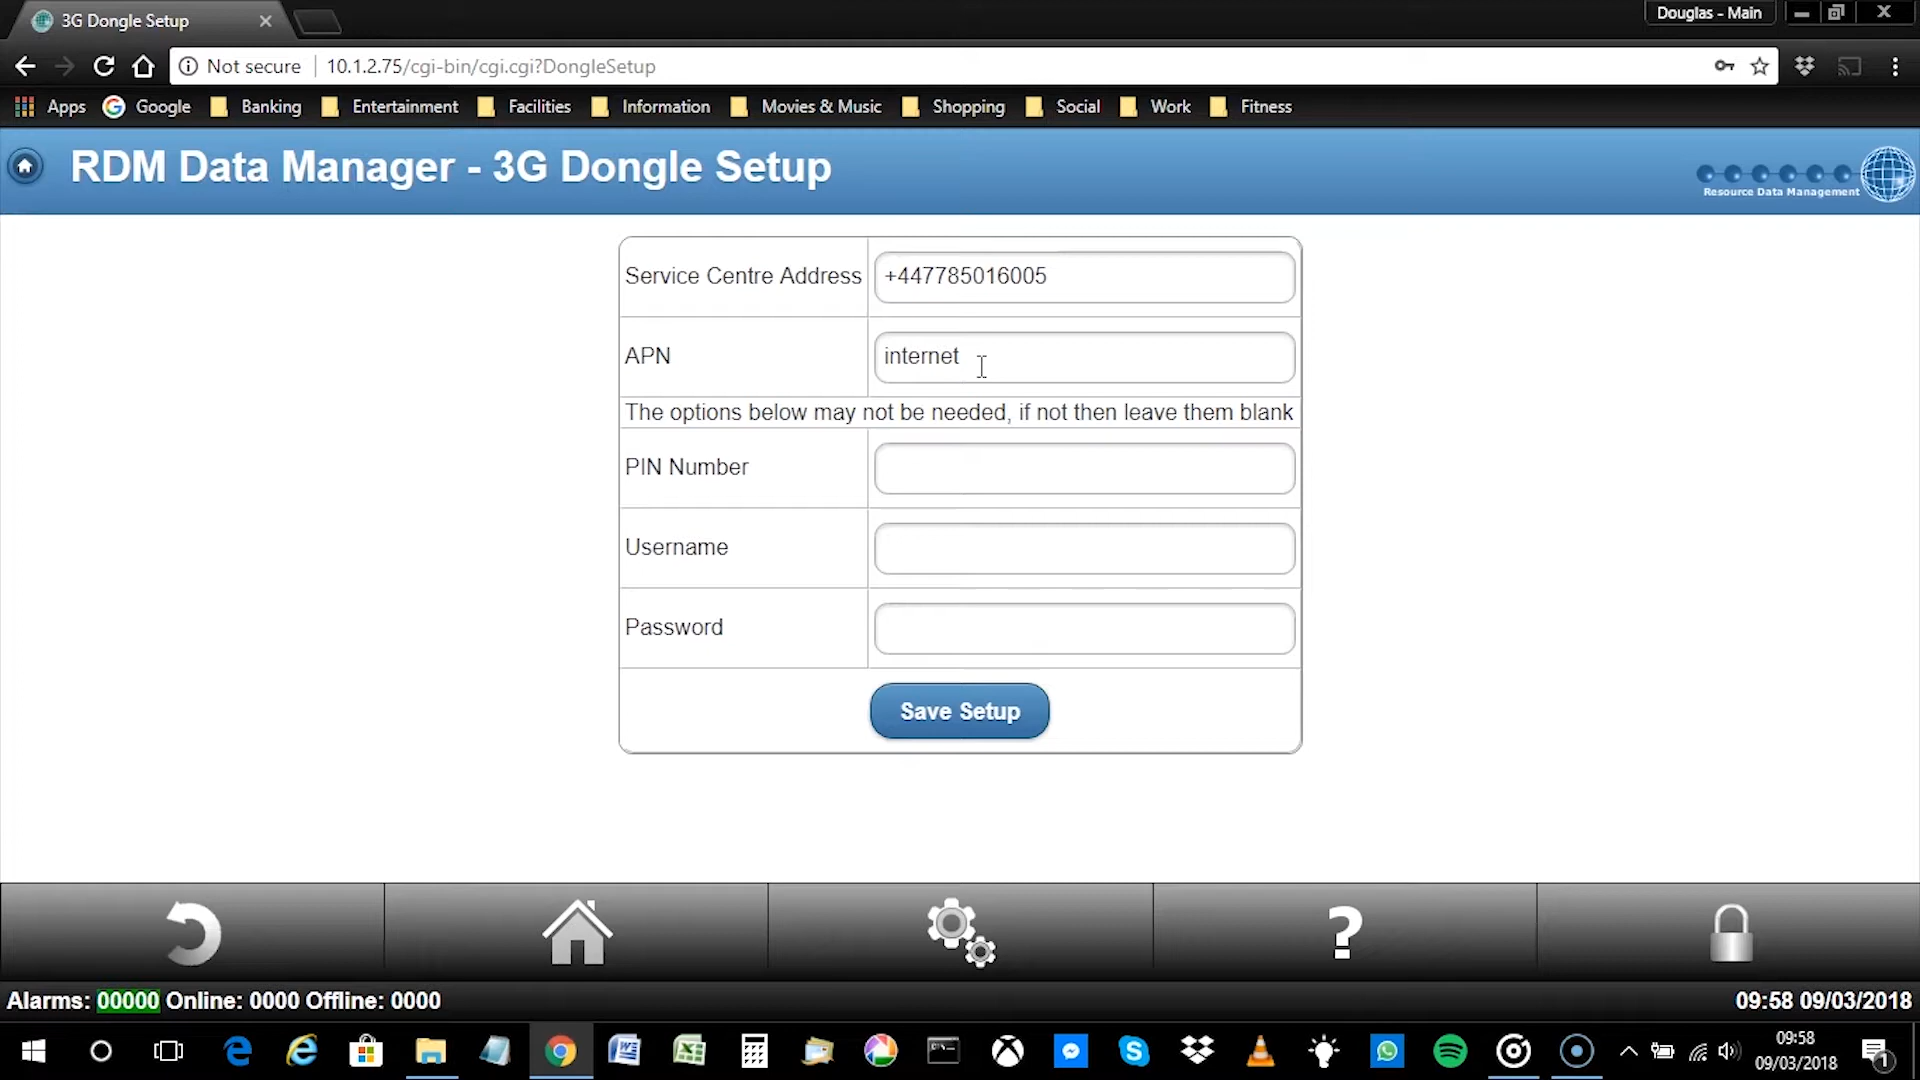 3G Dongle Setup
Douglas - Main
Not secure 10.1.2.75/cgi-bin/cgi.cgi?DongleSetup
Apps Google Banking Entertainment Facilities Information Movies & Music Shopping Social Work Fitness
RDM Data Manager - 3G Dongle Setup
Resource Data Management
Service Centre Address +447785016005
APN internet
The options below may not be needed, if not then leave them blank
PIN Number
Username
Password
Save Setup
?
Alarms: 00000 Online: 0000 Offline: 0000 09:58 09/03/2018
09:58
09/03/2018
1